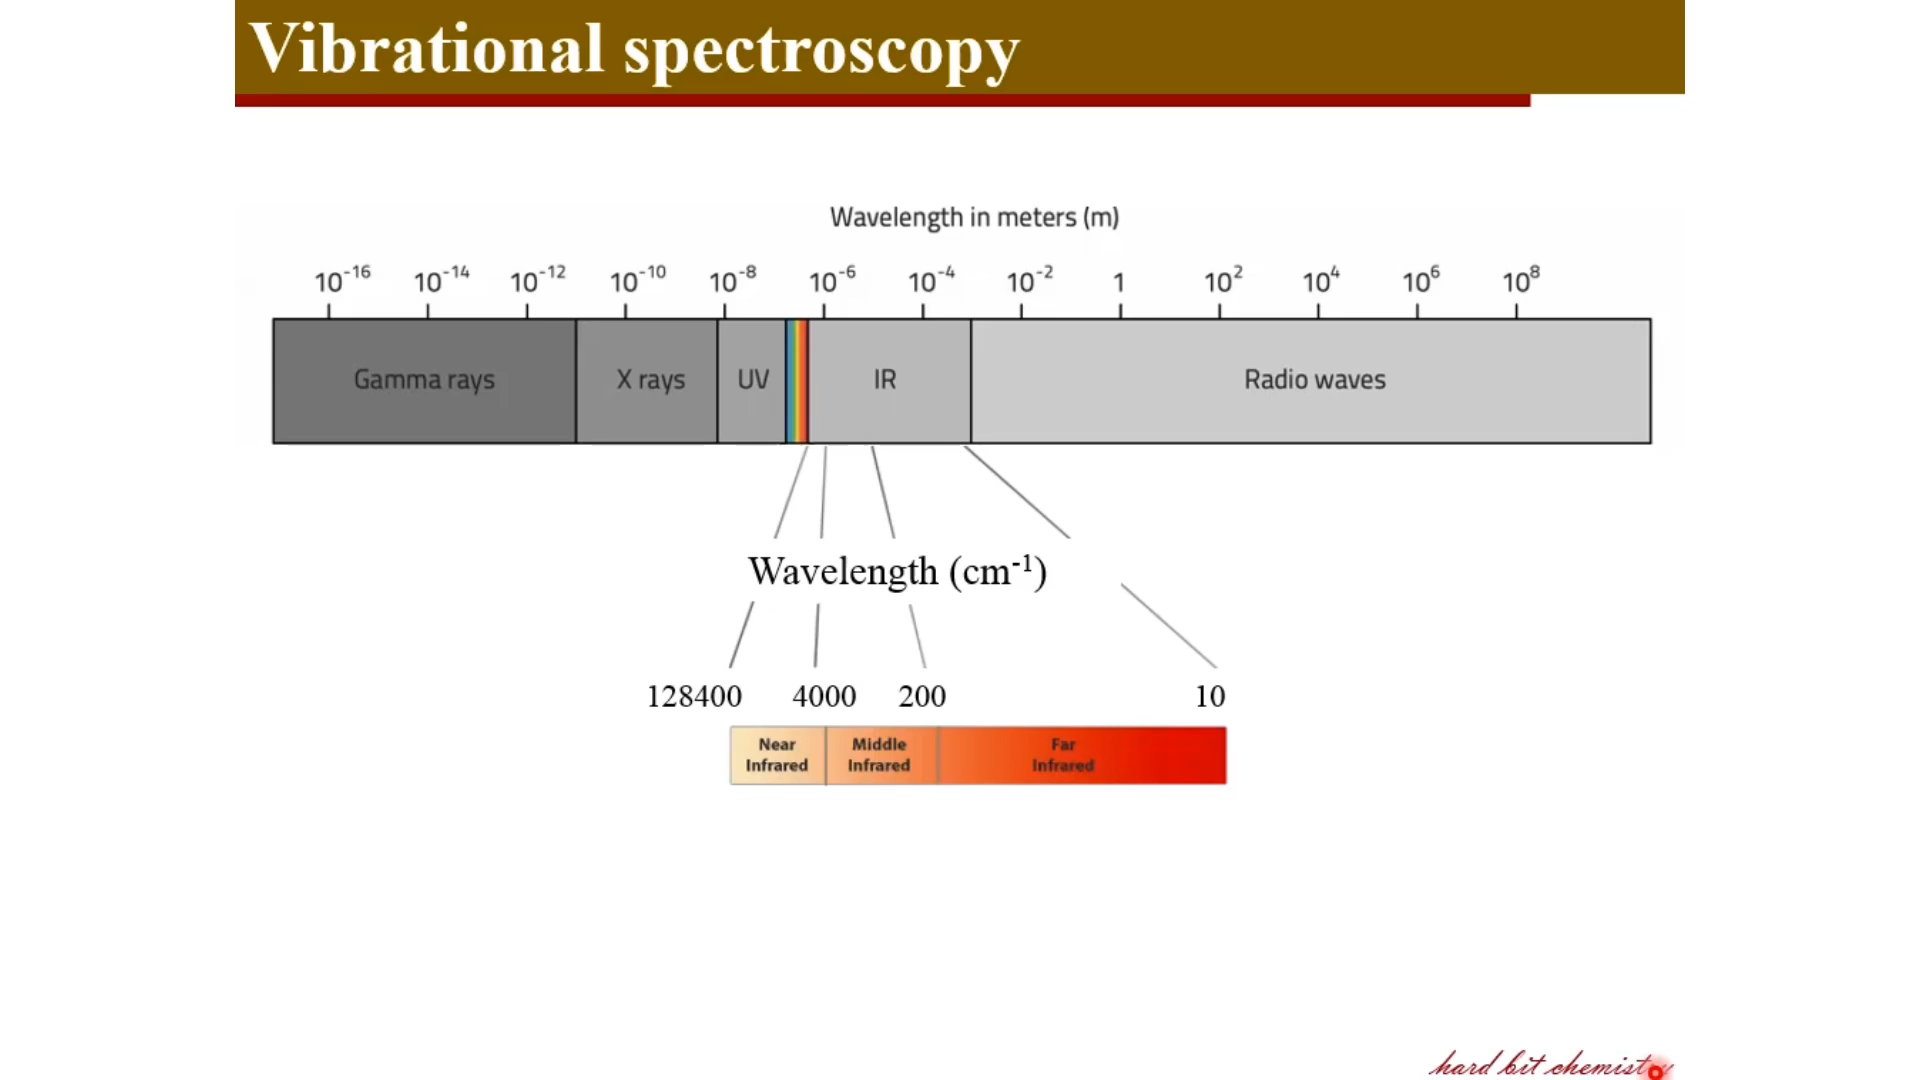 Vibrational spectroscopy
Wavelength in meters (m)
10⁻¹⁶ 10⁻¹⁴ 10⁻¹² 10⁻¹⁰ 10⁻⁸ 10⁻⁶ 10⁻⁴ 10⁻² 1 10² 10⁴ 10⁶ 10⁸
Gamma rays X rays UV IR Radio waves
Wavelength (cm⁻¹)
128400 4000 200 10
Near Middle Far
Infrared Infrared Infrared
hard bit chemistry